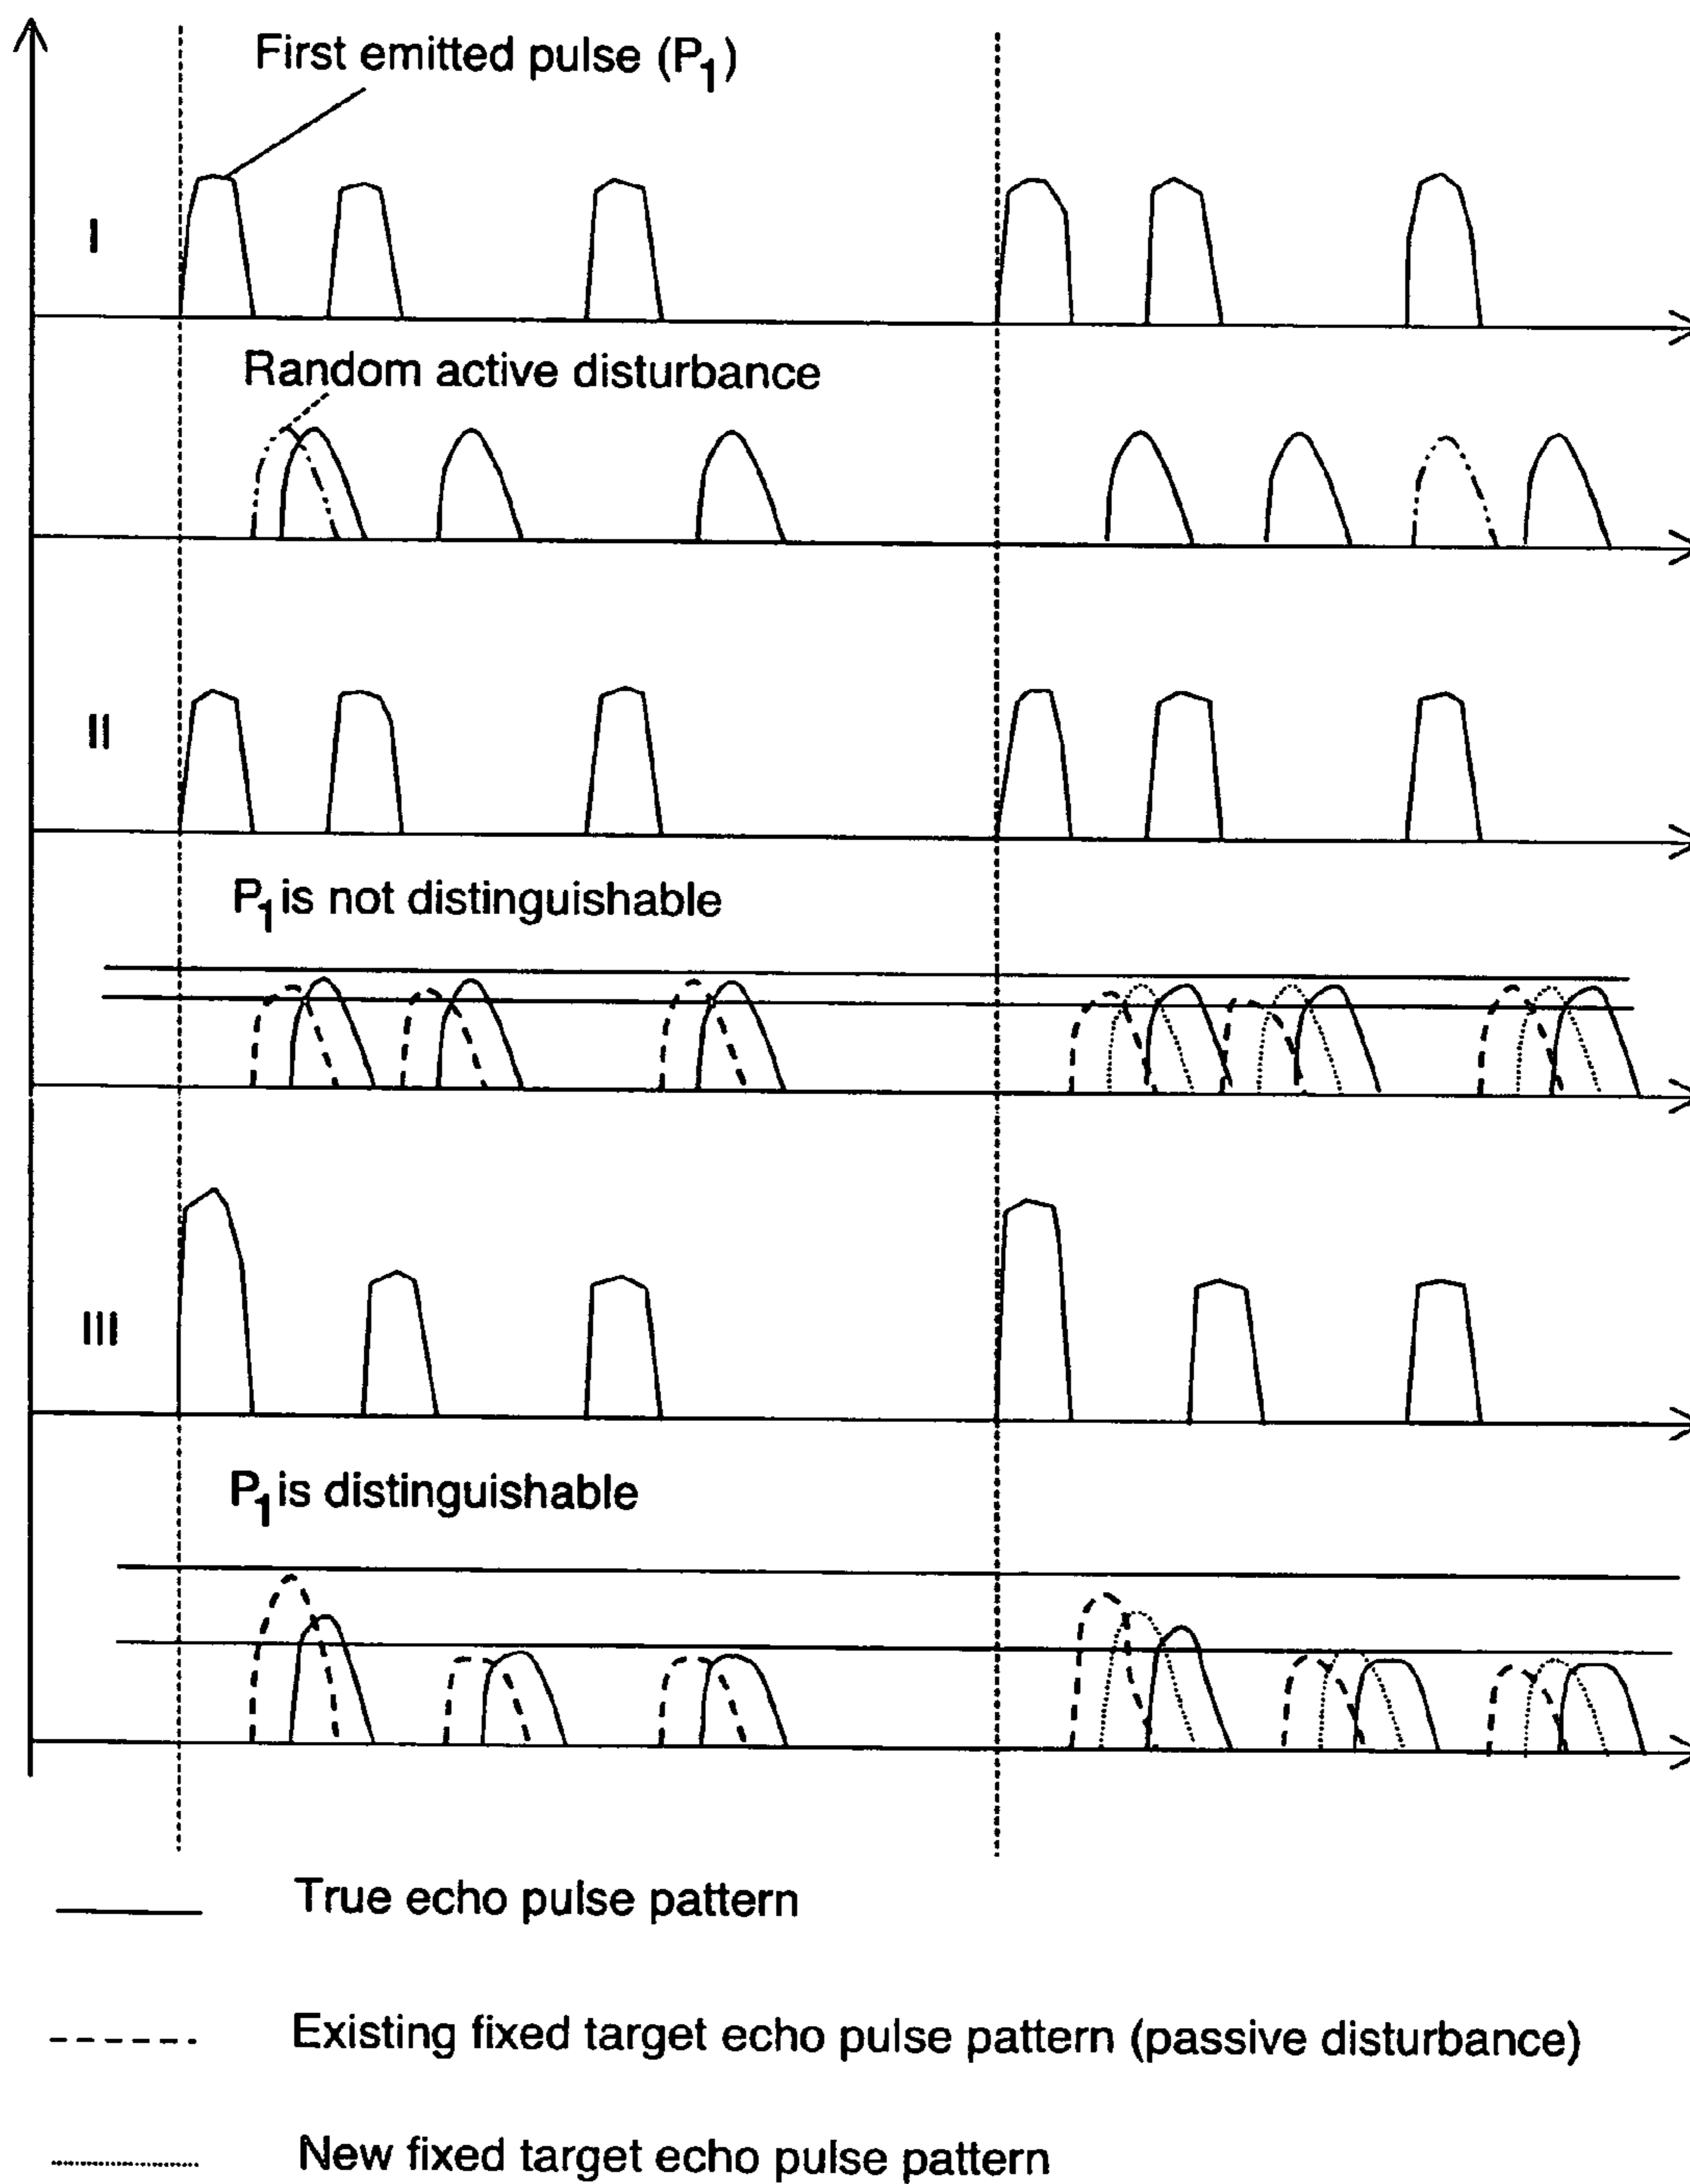 First emitted pulse (P1)
I
Random active disturbance
II
P1 is not distinguishable
III
P1 is distinguishable
True echo pulse pattern
Existing fixed target echo pulse pattern (passive disturbance)
New fixed target echo pulse pattern